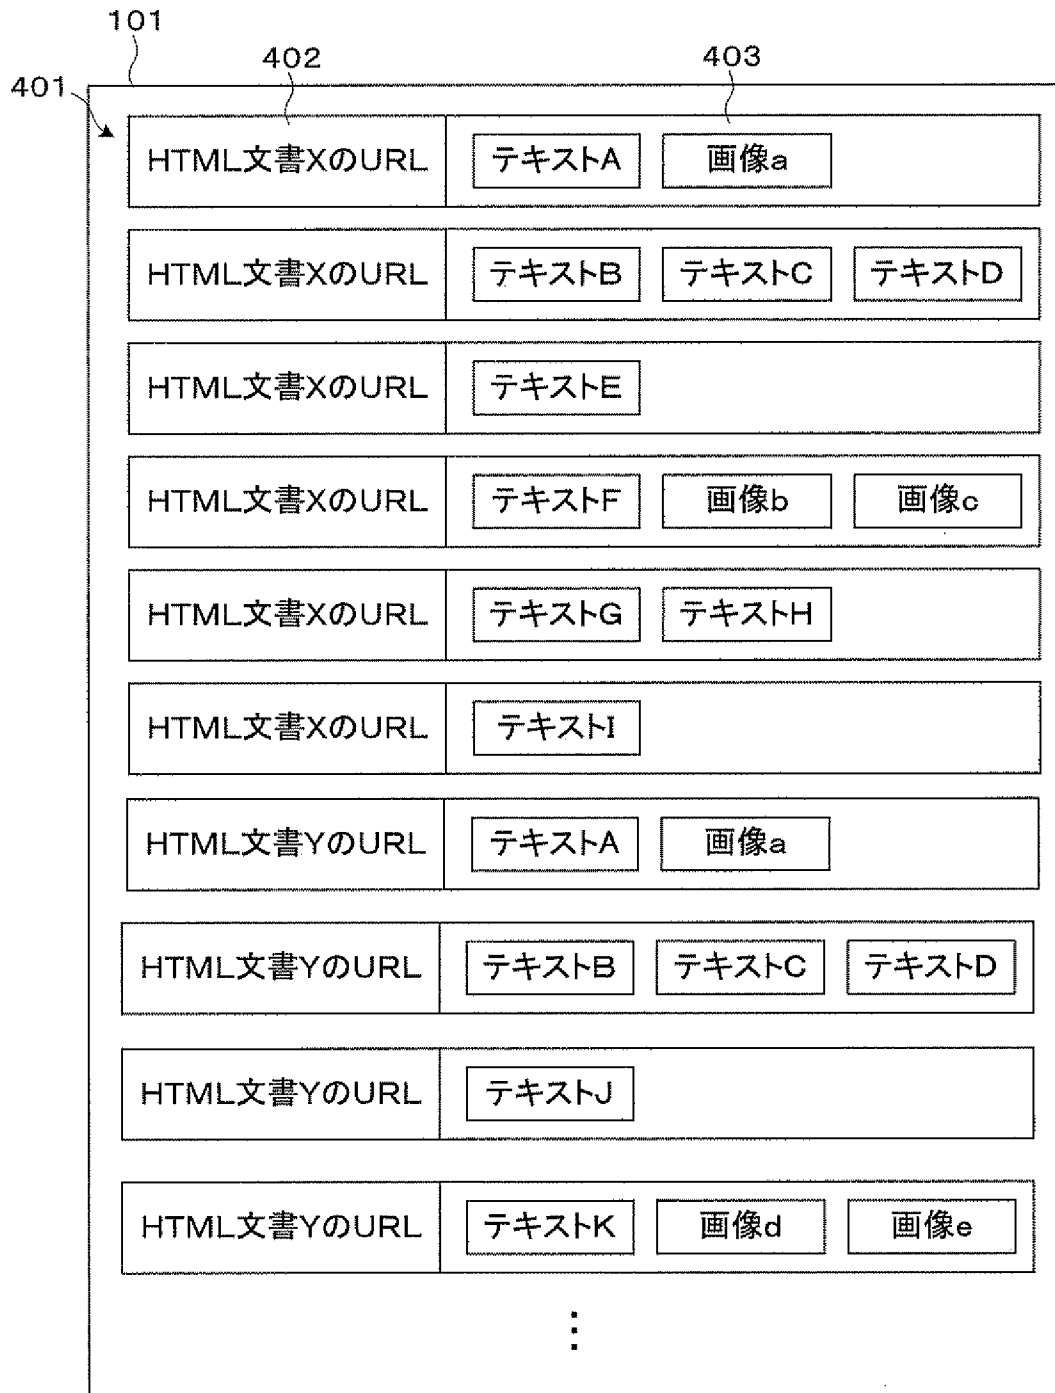 101
402
403
401
HTML文書XのURL テキストA 画像a
HTML文書XのURL テキストB テキストC テキストD
HTML文書XのURL テキストE
HTML文書XのURL テキストF 画像b 画像c
HTML文書XのURL テキストG テキストH
HTML文書XのURL テキストI
HTML文書YのURL テキストA 画像a
HTML文書YのURL テキストB テキストC テキストD
HTML文書YのURL テキストJ
HTML文書YのURL テキストK 画像d 画像e
⋮